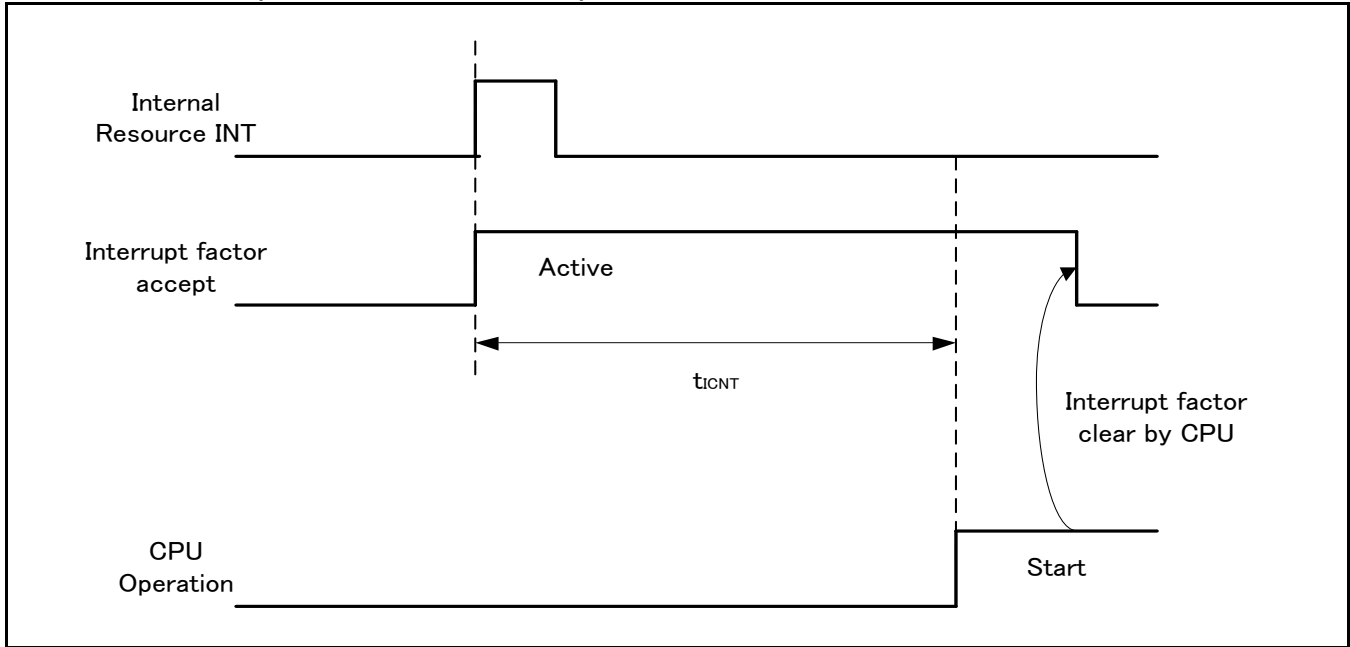 Internal
Resource INT
Interrupt factor
accept
Active
tICNT
Interrupt factor
clear by CPU
CPU
Operation
Start